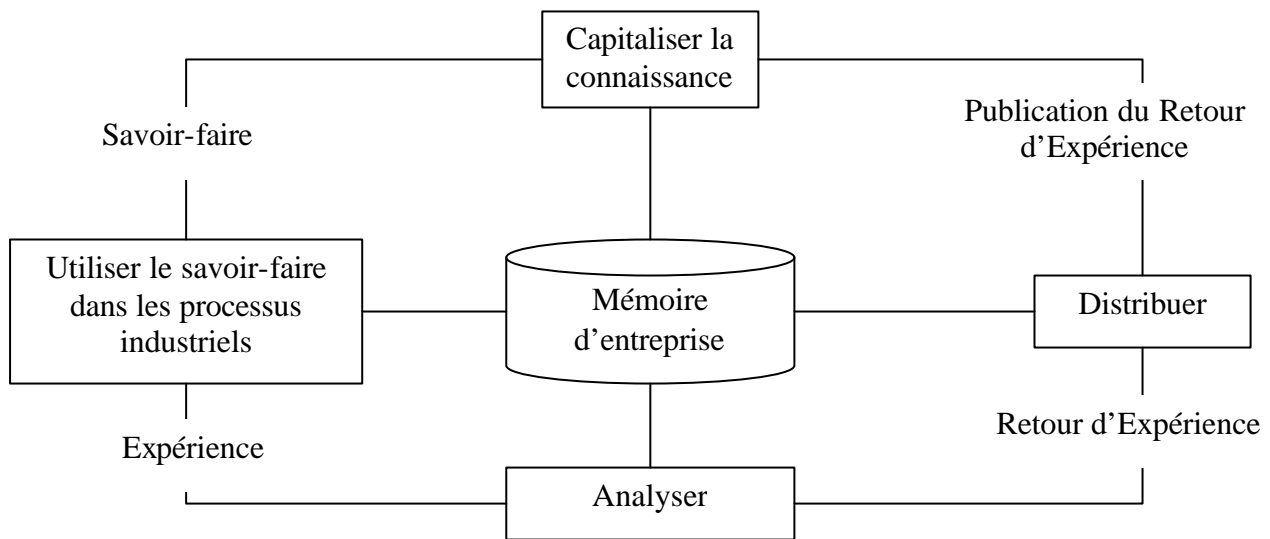 Capitaliser la
connaissance
Savoir-faire
Publication du Retour
d’Expérience
Utiliser le savoir-faire
dans les processus
industriels
Mémoire
d’entreprise
Distribuer
Expérience
Retour d’Expérience
Analyser